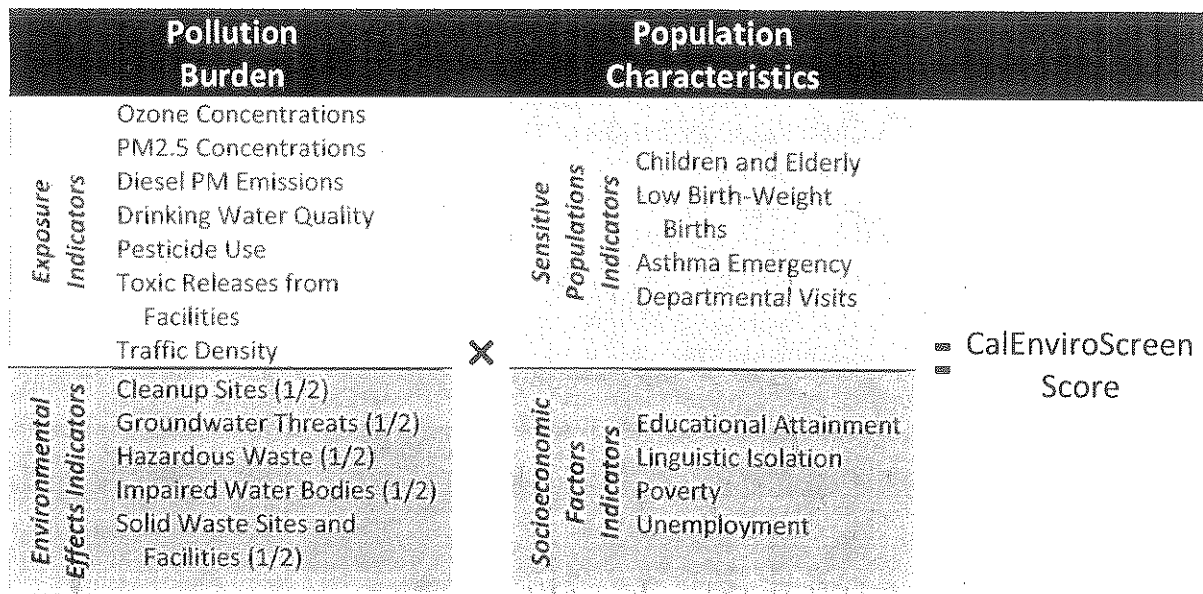 Pollution
Burden
Population
Characteristics
Exposure
Indicators
Ozone Concentrations
PM2.5 Concentrations
Diesel PM Emissions
Drinking Water Quality
Pesticide Use
Toxic Releases from
Facilities
Traffic Density
Environmental
Effects Indicators
Cleanup Sites (1/2)
Groundwater Threats (1/2)
Hazardous Waste (1/2)
Impaired Water Bodies (1/2)
Solid Waste Sites and
Facilities (1/2)
×
Sensitive
Populations
Indicators
Children and Elderly
Low Birth-Weight
Births
Asthma Emergency
Departmental Visits
Socioeconomic
Factors
Indicators
Educational Attainment
Linguistic Isolation
Poverty
Unemployment
= CalEnviroScreen
Score